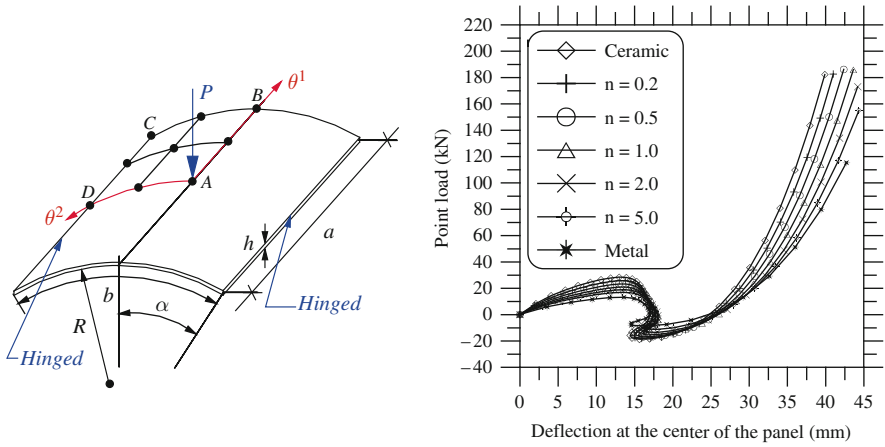 P
B
θ1
C
A
D
θ2
h
a
b
α
R
Hinged
Hinged
220
200
180
160
140
120
100
80
60
40
20
0
−20
−40
Point load (kN)
Ceramic
n = 0.2
n = 0.5
n = 1.0
n = 2.0
n = 5.0
Metal
0 5 10 15 20 25 30 35 40 45
Deflection at the center of the panel (mm)